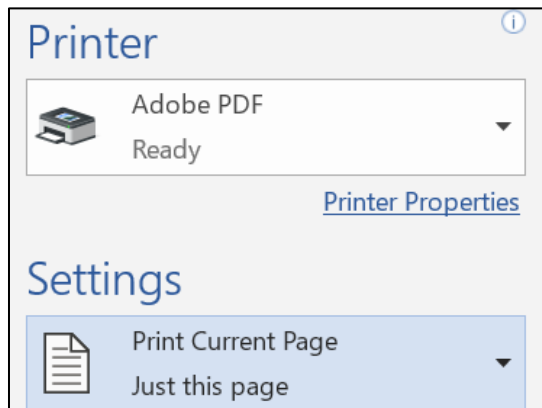 Printer
Adobe PDF
Ready
Printer Properties
Settings
Print Current Page
Just this page